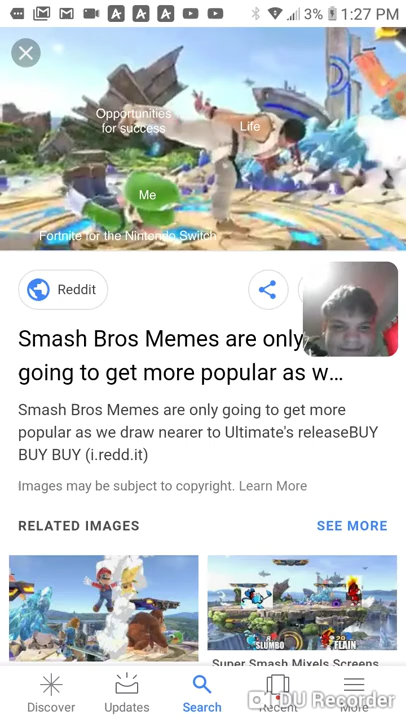 3% 1:27 PM
Opportunities
for success
Life
Me
Fortnite for the Nintendo Switch
Reddit
Smash Bros Memes are only
going to get more popular as w...
Smash Bros Memes are only going to get more
popular as we draw nearer to Ultimate's releaseBUY
BUY BUY (i.redd.it)
Images may be subject to copyright. Learn More
RELATED IMAGES
SEE MORE
SLUMBO
FLAIN
Super Smash Mixels Screens
Discover
Updates
Search
Recent
More
DU Recorder